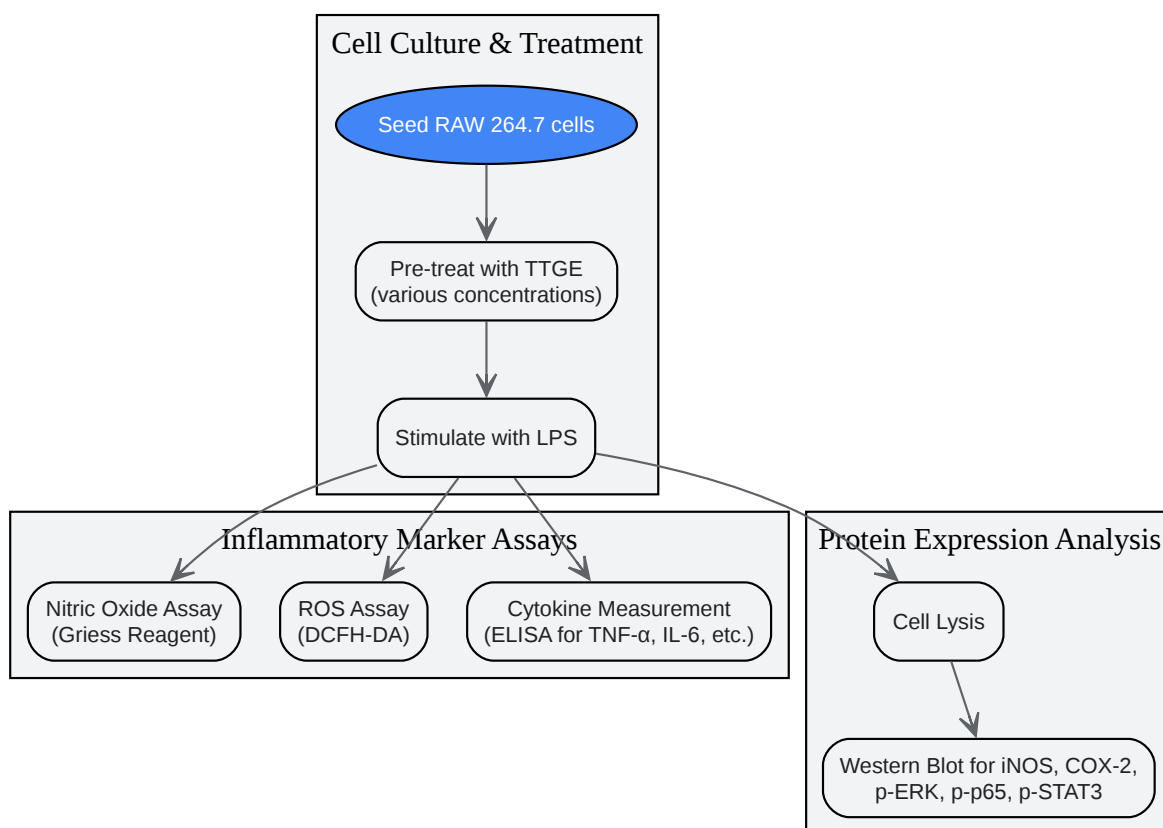 Cell Culture & Treatment
Seed RAW 264.7 cells
Pre-treat with TTGE
(various concentrations)
Stimulate with LPS
Inflammatory Marker Assays
Nitric Oxide Assay
(Griess Reagent)
ROS Assay
(DCFH-DA)
Cytokine Measurement
(ELISA for TNF-α, IL-6, etc.)
Protein Expression Analysis
Cell Lysis
Western Blot for iNOS, COX-2,
p-ERK, p-p65, p-STAT3